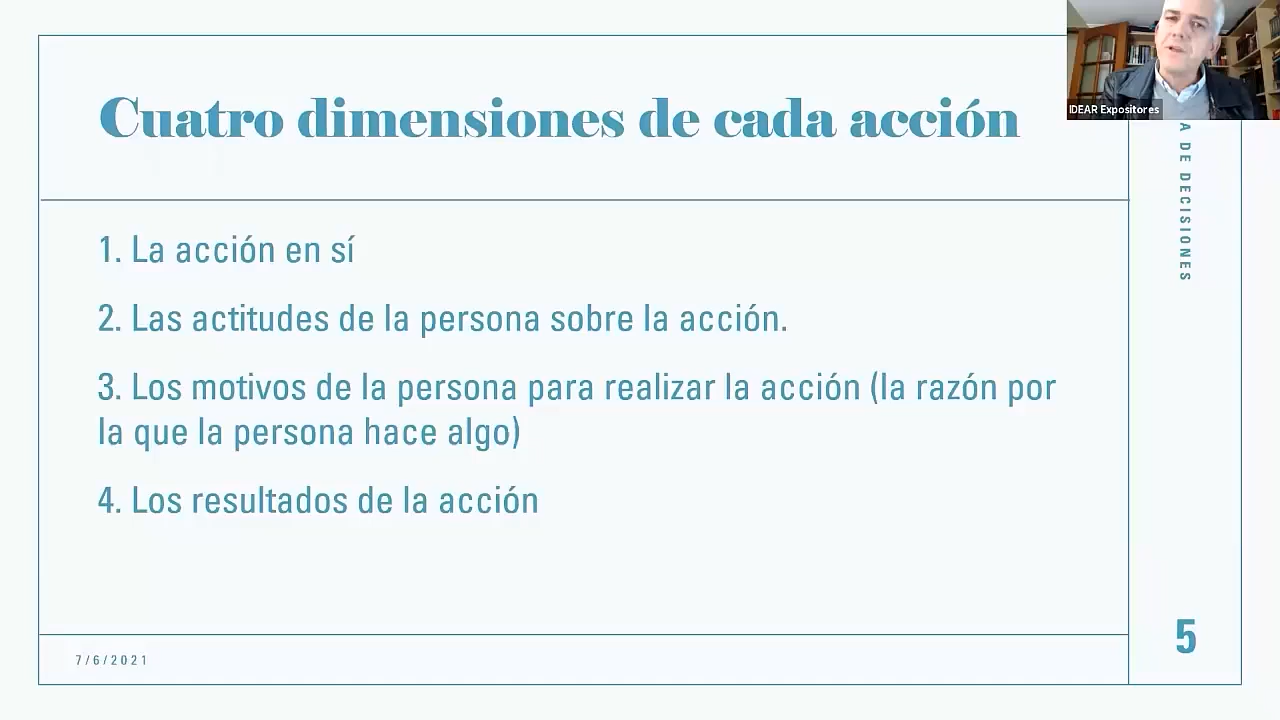 Cuatro dimensiones de cada acción
IDEAR Expositores
A DE DECISIONES
1. La acción en sí
2. Las actitudes de la persona sobre la acción.
3. Los motivos de la persona para realizar la acción (la razón por
la que la persona hace algo)
4. Los resultados de la acción
5
7/6/2021